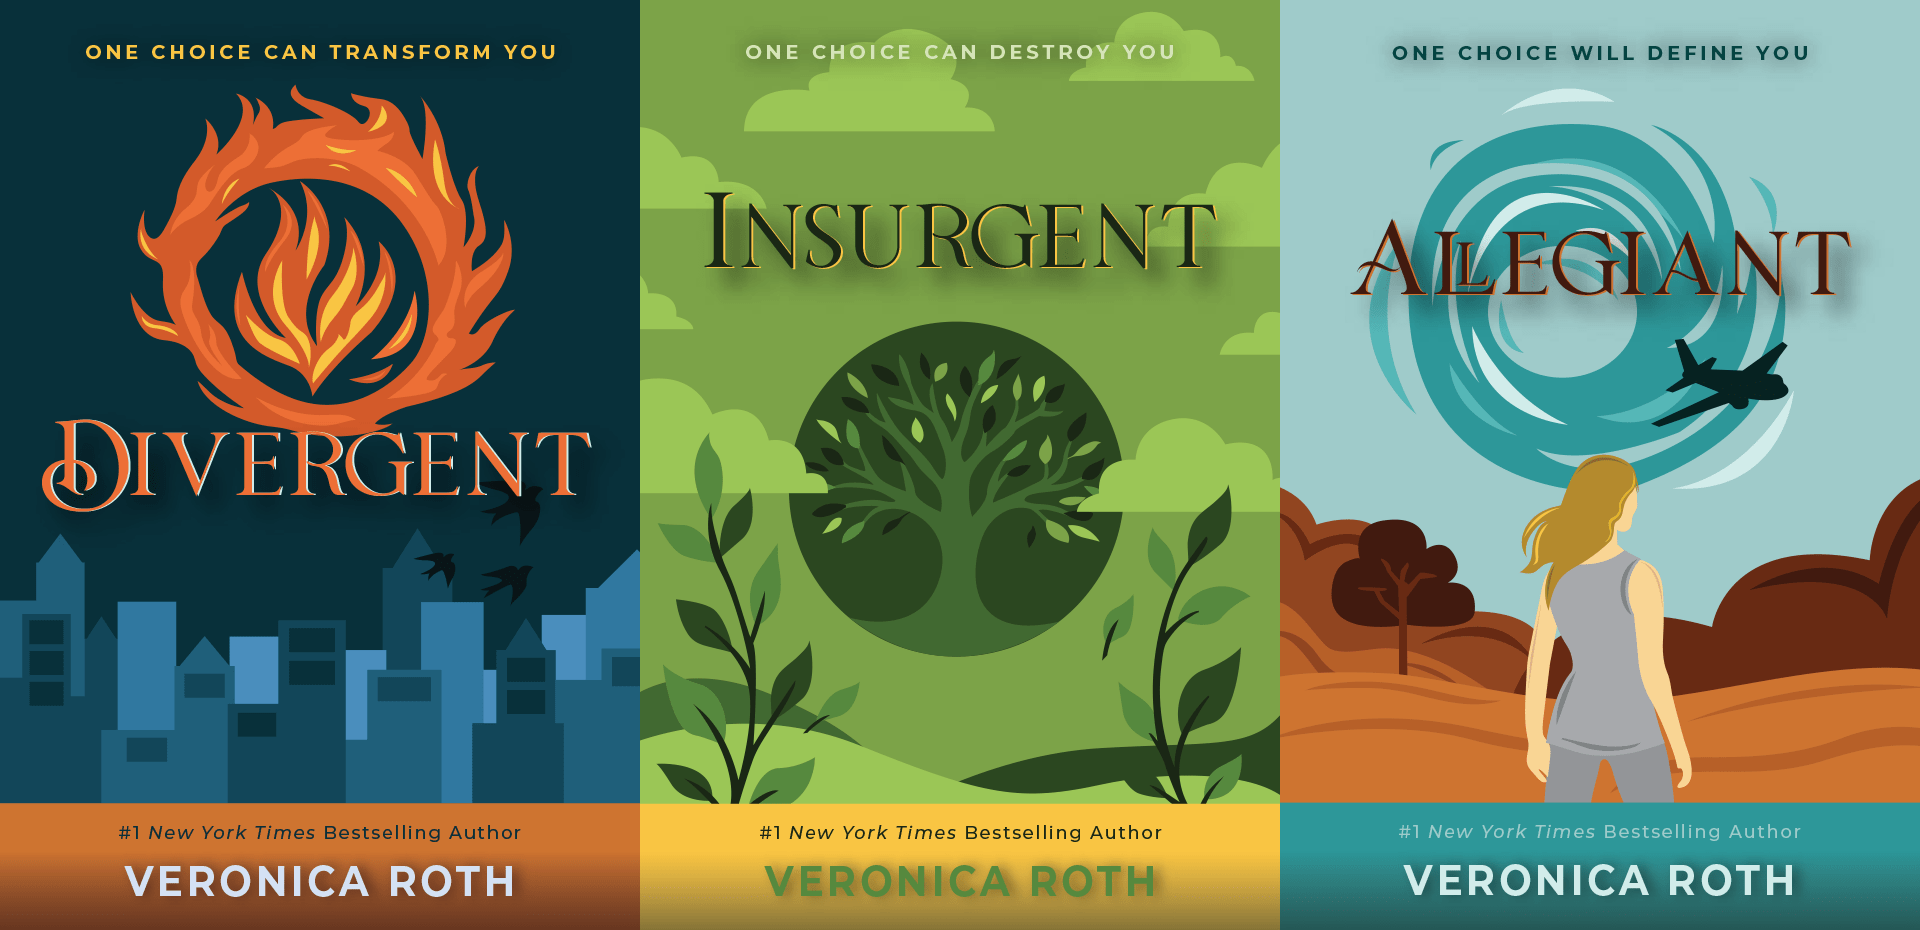 ONE CHOICE CAN TRANSFORM YOU
DIVERGENT
#1 New York Times Bestselling Author
VERONICA ROTH
ONE CHOICE CAN DESTROY YOU
INSURGENT
#1 New York Times Bestselling Author
VERONICA ROTH
ONE CHOICE WILL DEFINE YOU
ALLEGIANT
#1 New York Times Bestselling Author
VERONICA ROTH